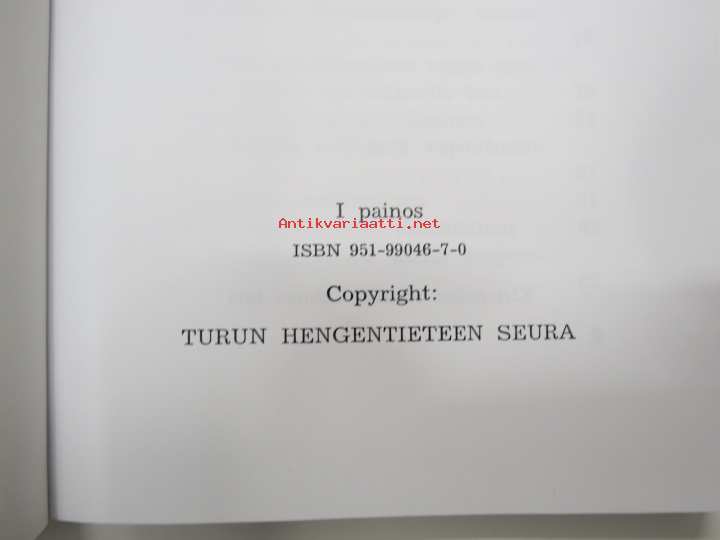 I painos
Antikvariaatti.net
ISBN 951-99046-7-0
Copyright:
TURUN HENGENTIETEEN SEURA